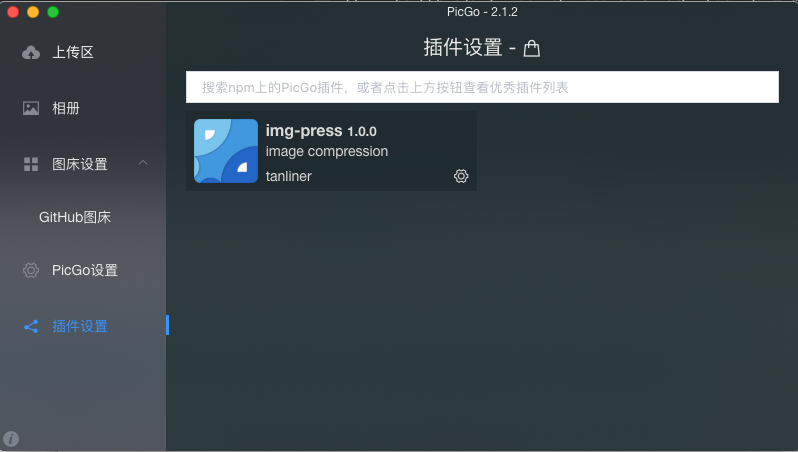 PicGo - 2.1.2
上传区
相册
图床设置
GitHub图床
PicGo设置
插件设置
插件设置 -
搜索npm上的PicGo插件，或者点击上方按钮查看优秀插件列表
img-press 1.0.0
image compression
tanliner
i